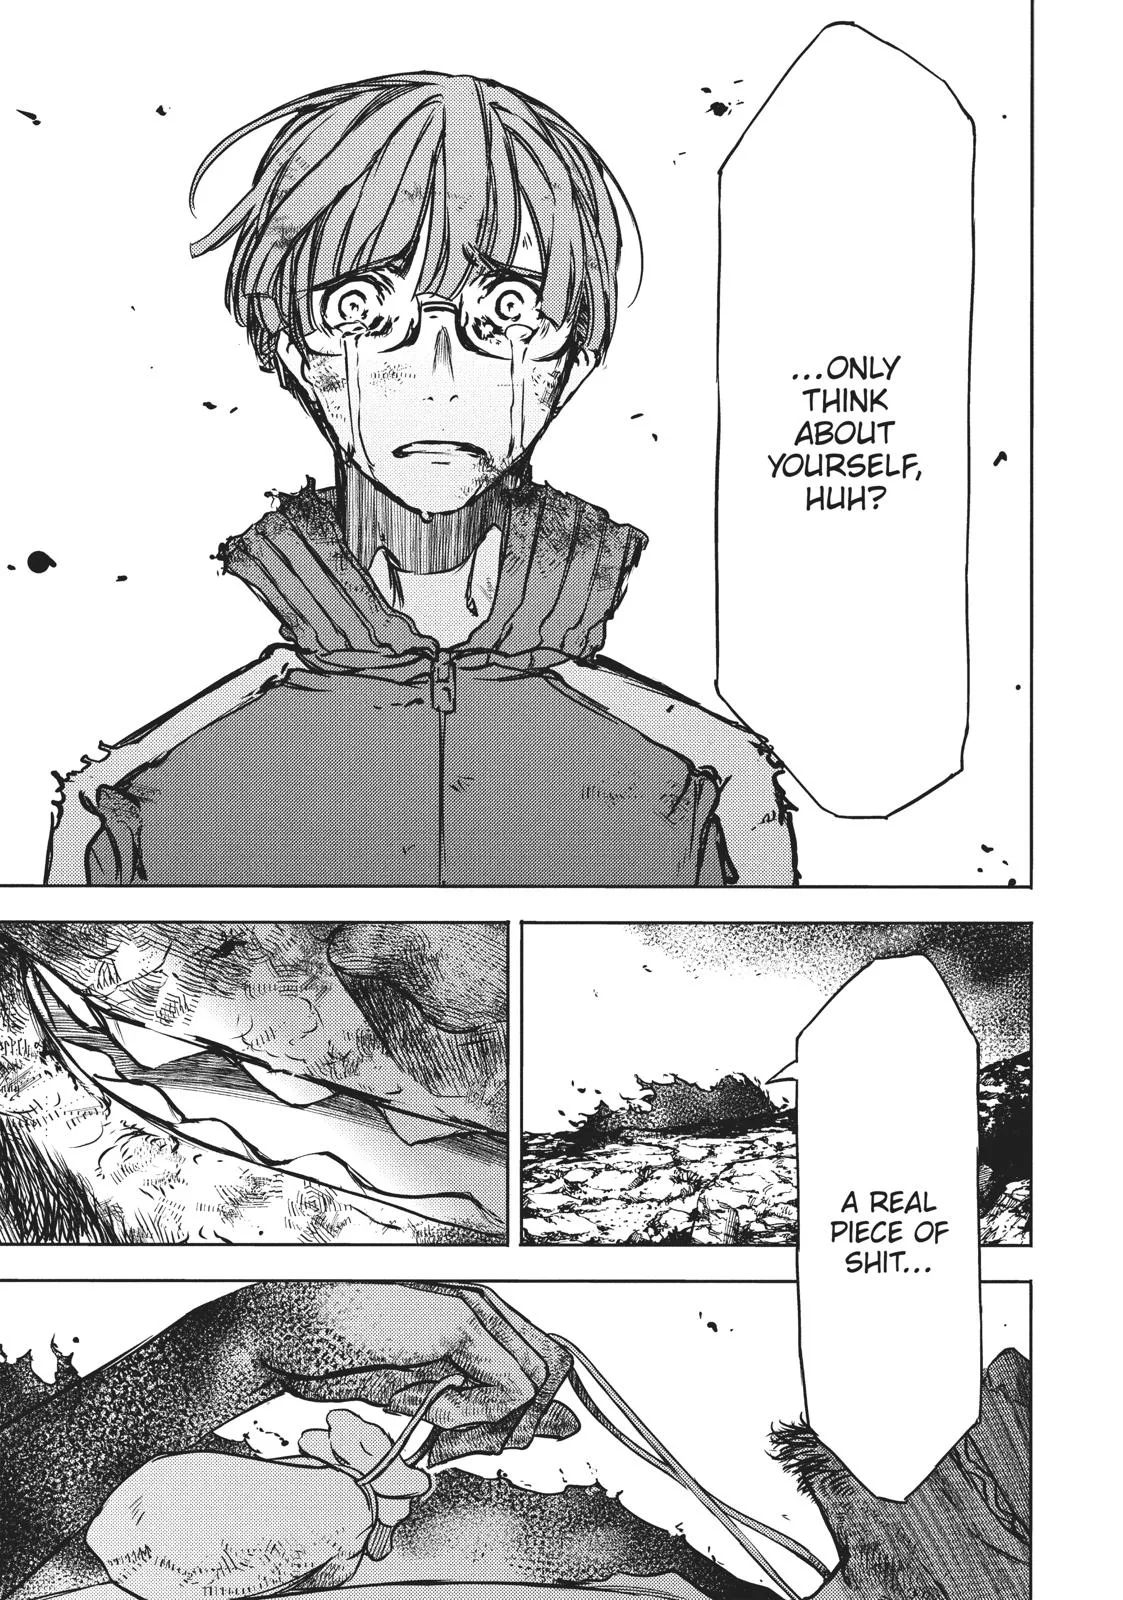 ...ONLY
THINK
ABOUT
YOURSELF,
HUH?
A REAL
PIECE OF
SHIT...